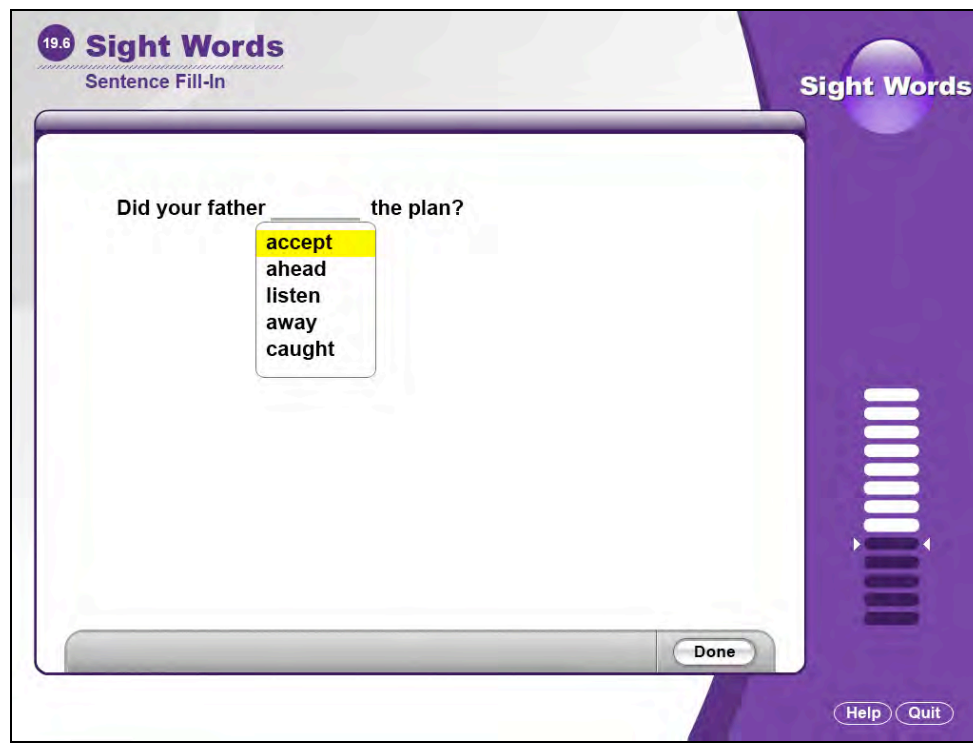 19.6 Sight Words
Sentence Fill-In
Sight Words
Did your father ________ the plan?
accept
ahead
listen
away
caught
Done
Help Quit